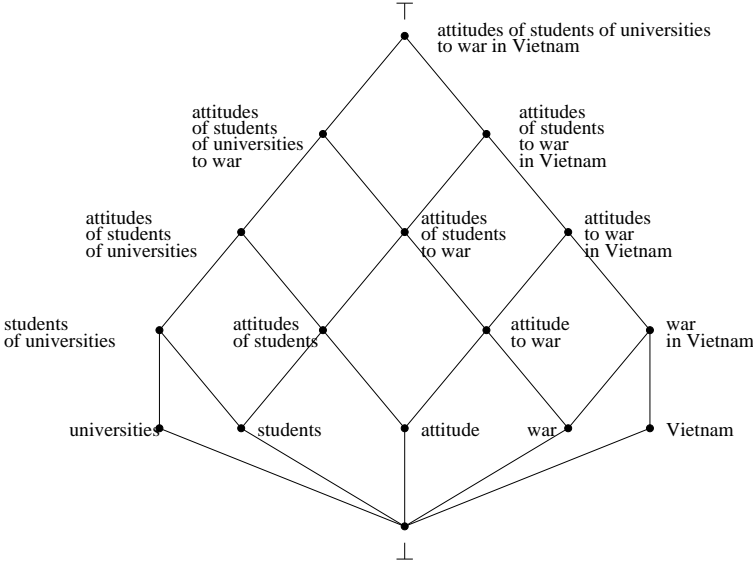 ⊤
attitudes of students of universities
to war in Vietnam
attitudes
of students
of universities
to war
attitudes
of students
to war
in Vietnam
attitudes
of students
of universities
attitudes
of students
to war
attitudes
to war
in Vietnam
students
of universities
attitudes
of students
attitude
to war
war
in Vietnam
universities
students
attitude
war
Vietnam
⊥